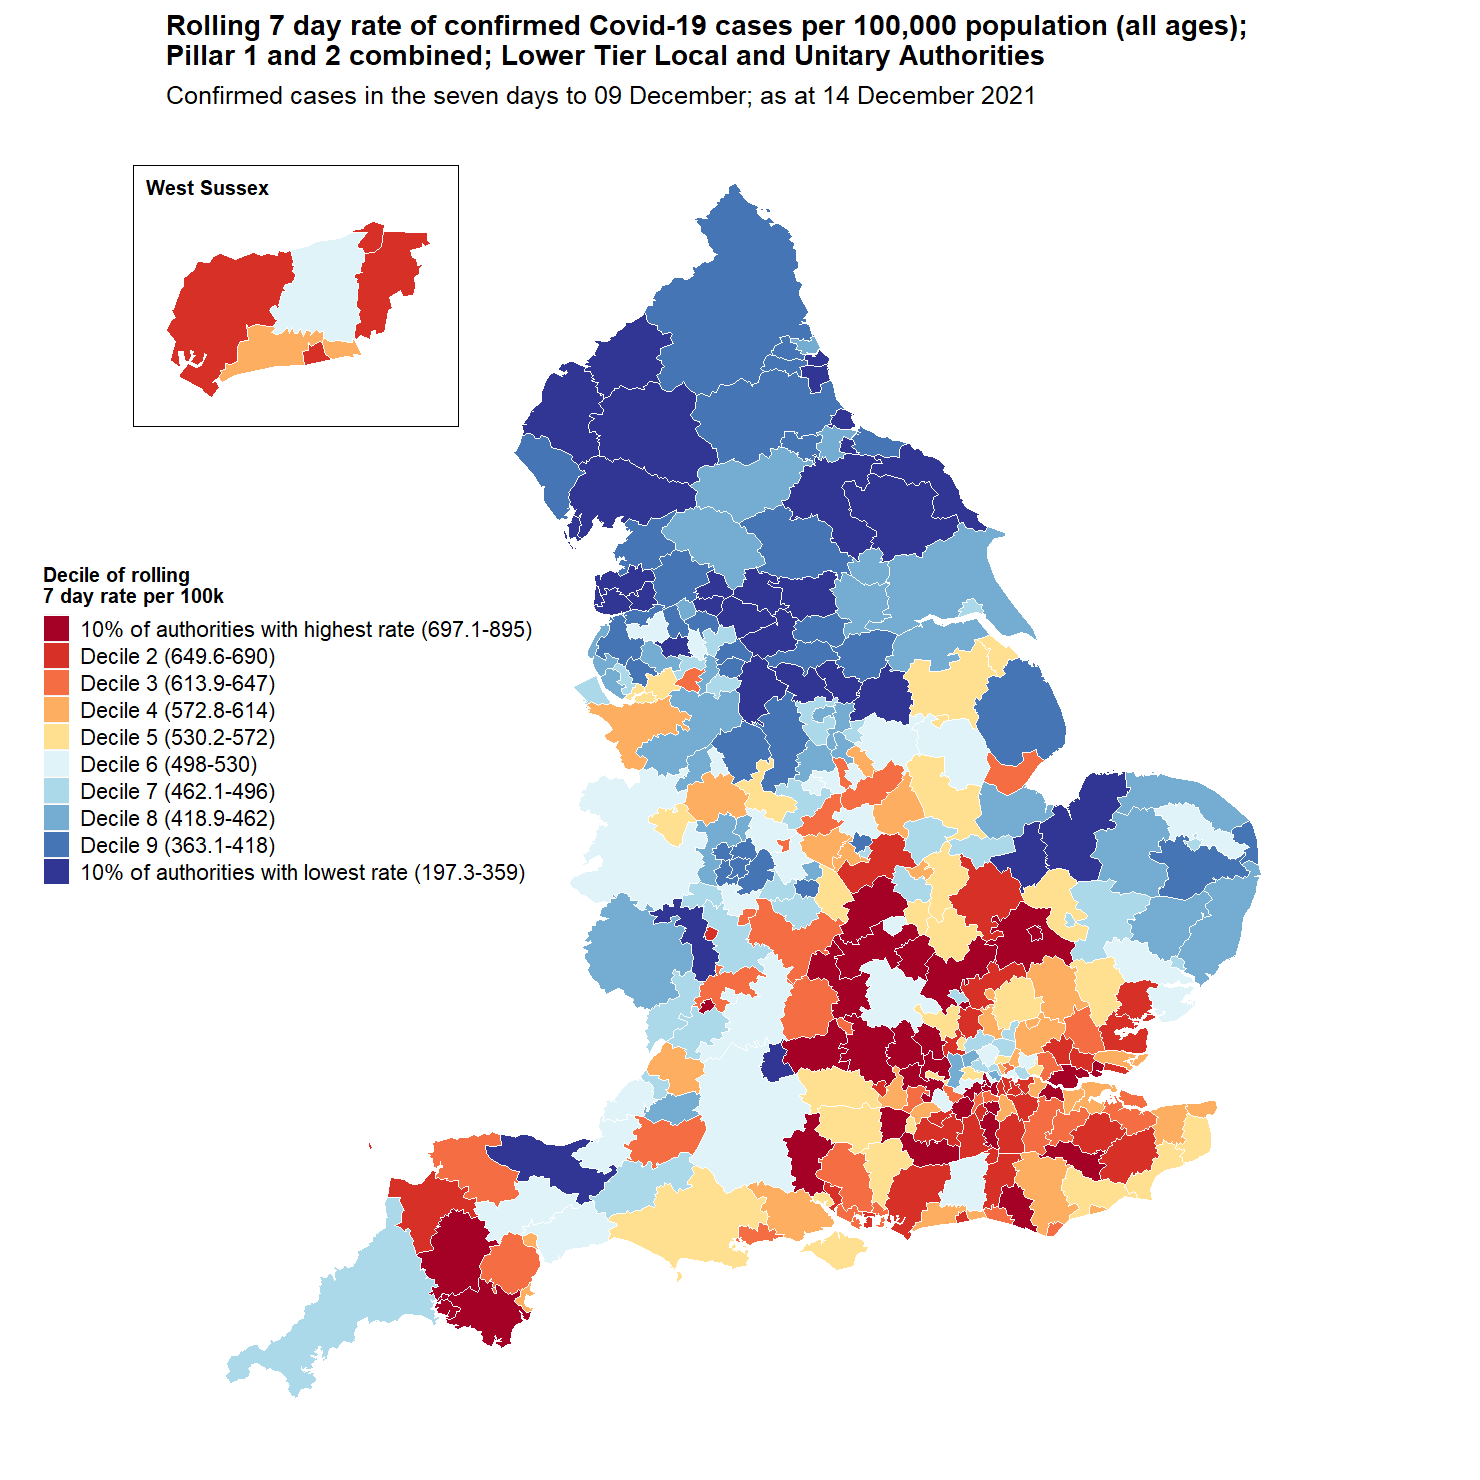 Rolling 7 day rate of confirmed Covid-19 cases per 100,000 population (all ages);
Pillar 1 and 2 combined; Lower Tier Local and Unitary Authorities
Confirmed cases in the seven days to 09 December; as at 14 December 2021
West Sussex
Decile of rolling
7 day rate per 100k
10% of authorities with highest rate (697.1-895)
Decile 2 (649.6-690)
Decile 3 (613.9-647)
Decile 4 (572.8-614)
Decile 5 (530.2-572)
Decile 6 (498-530)
Decile 7 (462.1-496)
Decile 8 (418.9-462)
Decile 9 (363.1-418)
10% of authorities with lowest rate (197.3-359)